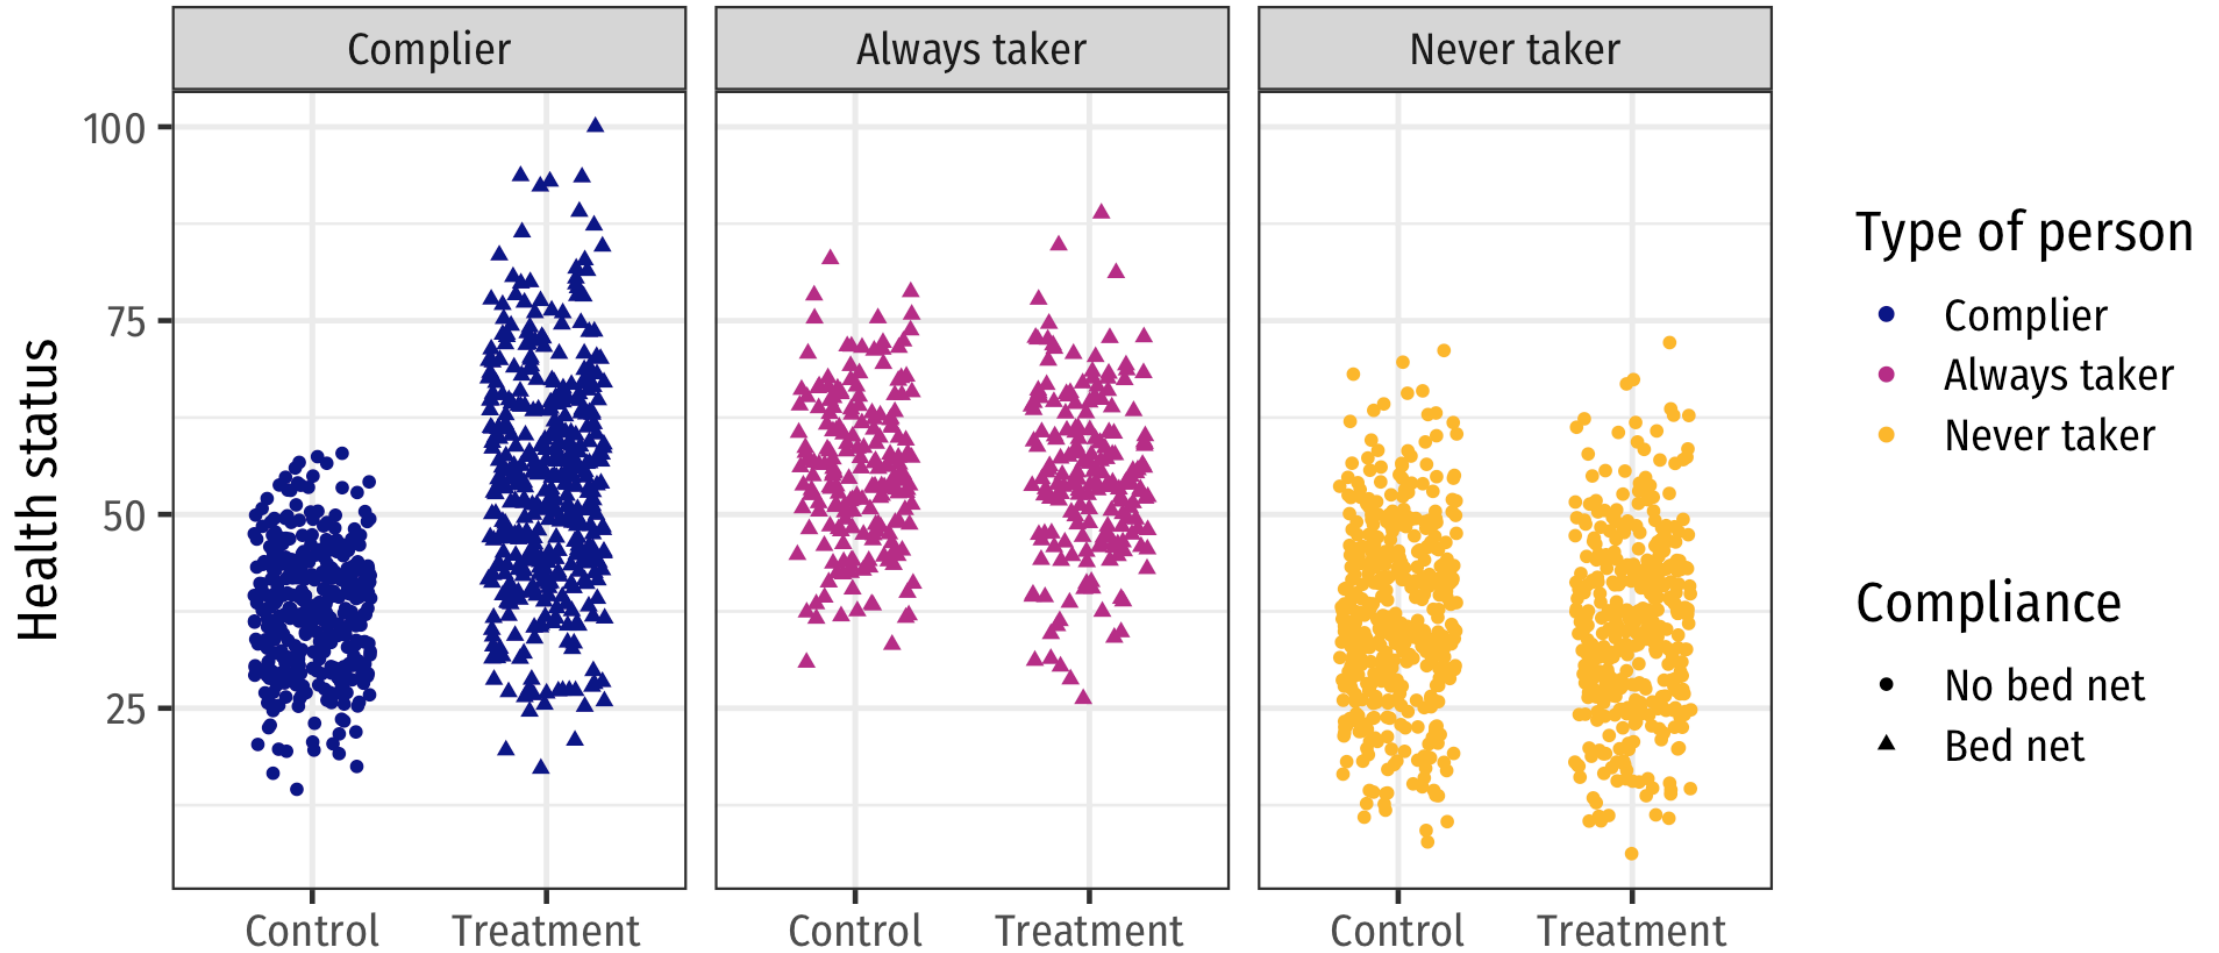 Complier
Always taker
Never taker
Health status
100
75
50
25
Control
Treatment
Control
Treatment
Control
Treatment
Type of person
Complier
Always taker
Never taker
Compliance
No bed net
Bed net